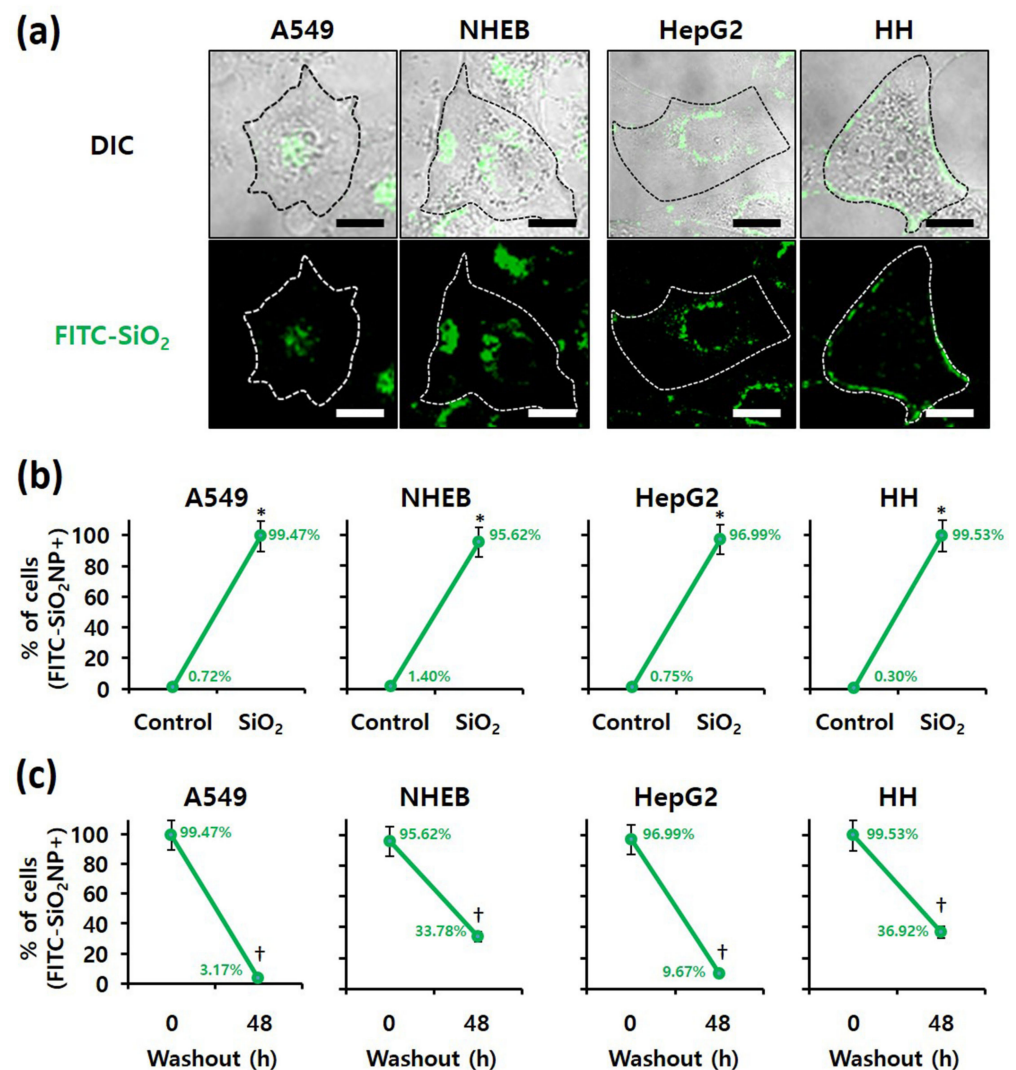 (a)
A549 NHEB HepG2 HH
DIC
FITC-SiO₂
(b)
A549 NHEB HepG2 HH
% of cells
(FITC-SiO₂NP+)
100
80
60
40
20
0
* 99.47% * 95.62% * 96.99% * 99.53%
0.72% 1.40% 0.75% 0.30%
Control SiO₂ Control SiO₂ Control SiO₂ Control SiO₂
(c)
A549 NHEB HepG2 HH
% of cells
(FITC-SiO₂NP+)
100
80
60
40
20
0
99.47% 95.62% 96.99% 99.53%
† † † †
3.17% 33.78% 9.67% 36.92%
0 48 0 48 0 48 0 48
Washout (h) Washout (h) Washout (h) Washout (h)